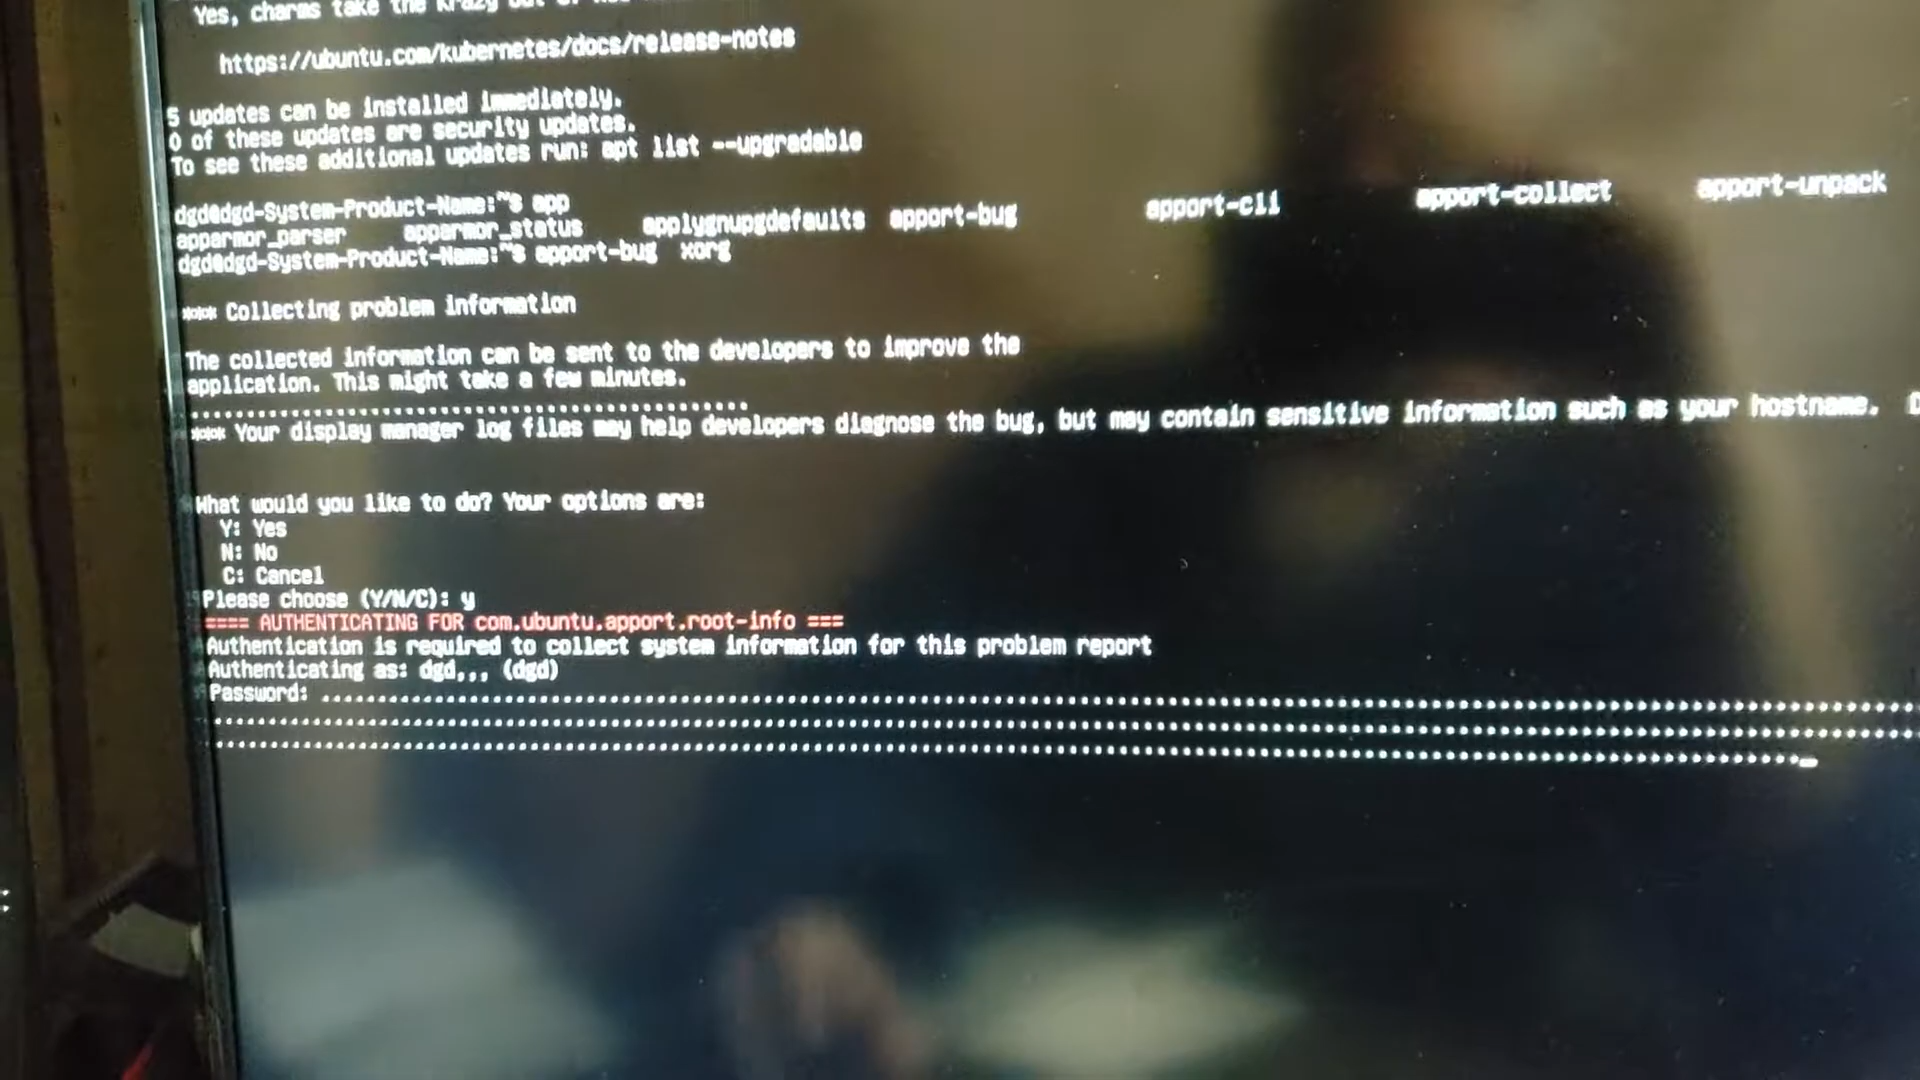 Yes, charms take the krazy out of
https://ubuntu.com/kubernetes/docs/release-notes
5 updates can be installed immediately.
0 of these updates are security updates.
To see these additional updates run: apt list --upgradable
dgd@dgd-System-Product-Name:~$ app
apparmor_parser apparmor_status applygnupgdefaults apport-bug apport-cli apport-collect apport-unpack
dgd@dgd-System-Product-Name:~$ apport-bug xorg
*** Collecting problem information
The collected information can be sent to the developers to improve the
application. This might take a few minutes.
..................................................
*** Your display manager log files may help developers diagnose the bug, but may contain sensitive information such as your hostname. D
What would you like to do? Your options are:
Y: Yes
N: No
C: Cancel
Please choose (Y/N/C): y
==== AUTHENTICATING FOR com.ubuntu.apport.root-info ===
Authentication is required to collect system information for this problem report
Authenticating as: dgd,,, (dgd)
Password: